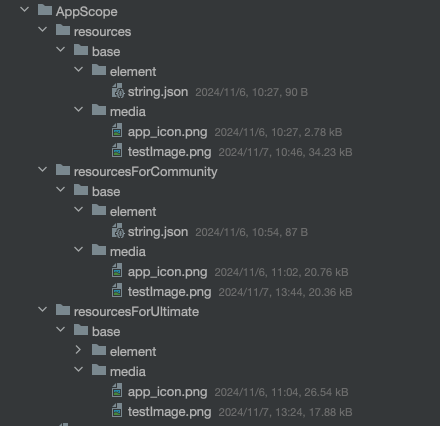 AppScope
resources
base
element
string.json 2024/11/6, 10:27, 90 B
media
app_icon.png 2024/11/6, 10:27, 2.78 kB
testImage.png 2024/11/7, 10:46, 34.23 kB
resourcesForCommunity
base
element
string.json 2024/11/6, 10:54, 87 B
media
app_icon.png 2024/11/6, 11:02, 20.76 kB
testImage.png 2024/11/7, 13:44, 20.36 kB
resourcesForUltimate
base
element
media
app_icon.png 2024/11/6, 11:04, 26.54 kB
testImage.png 2024/11/7, 13:24, 17.88 kB